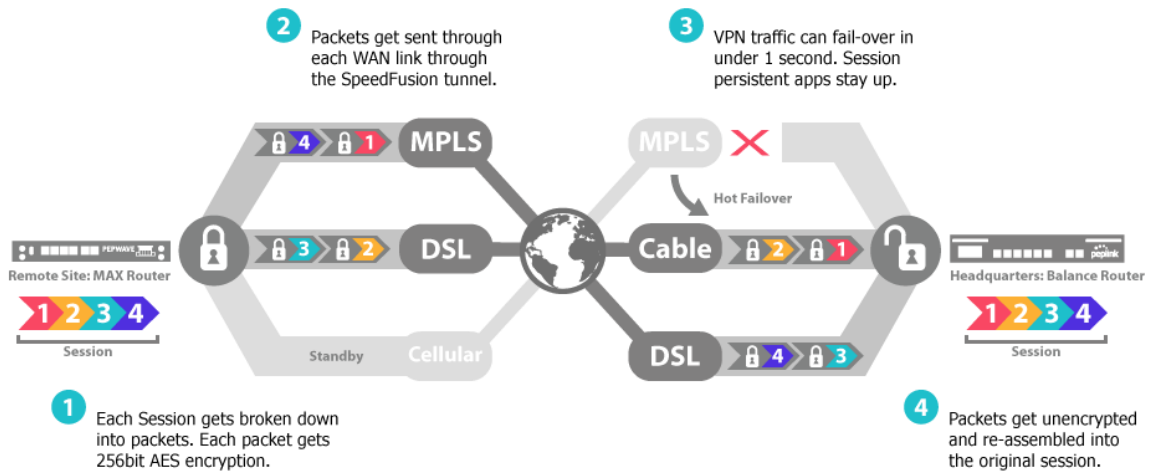 2
Packets get sent through
each WAN link through
the SpeedFusion tunnel.
3
VPN traffic can fail-over in
under 1 second. Session
persistent apps stay up.
4 1 MPLS
MPLS
Hot Failover
3 2 DSL
Cable 2 1
PEPWAVE
Remote Site: MAX Router
1 2 3 4
Session
peplink
Headquarters: Balance Router
1 2 3 4
Session
Standby Cellular
DSL 4 3
1
Each Session gets broken down
into packets. Each packet gets
256bit AES encryption.
4
Packets get unencrypted
and re-assembled into
the original session.